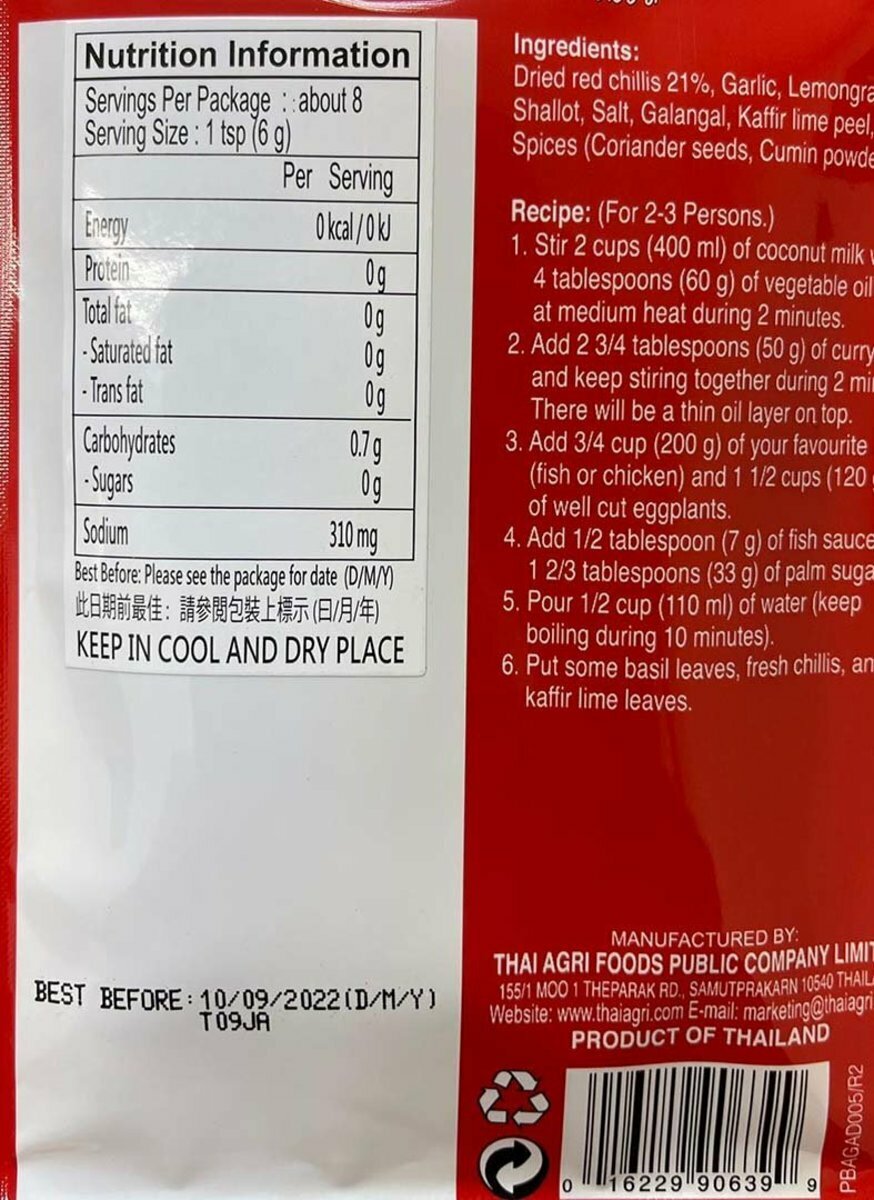 Nutrition Information
Servings Per Package : about 8
Serving Size : 1 tsp (6 g)
Per Serving
Energy 0 kcal / 0 kJ
Protein 0 g
Total fat 0 g
- Saturated fat 0 g
- Trans fat 0 g
Carbohydrates 0.7 g
- Sugars 0 g
Sodium 310 mg
Best Before: Please see the package for date (D/M/Y)
此日期前最佳：請參閱包裝上標示 (日/月/年)
KEEP IN COOL AND DRY PLACE
BEST BEFORE:10/09/2022(D/M/Y)
T09JA
Ingredients:
Dried red chillis 21%, Garlic, Lemongra
Shallot, Salt, Galangal, Kaffir lime peel,
Spices (Coriander seeds, Cumin powde
Recipe: (For 2-3 Persons.)
1. Stir 2 cups (400 ml) of coconut milk
4 tablespoons (60 g) of vegetable oil
at medium heat during 2 minutes.
2. Add 2 3/4 tablespoons (50 g) of curry
and keep stiring together during 2 mi
There will be a thin oil layer on top.
3. Add 3/4 cup (200 g) of your favourite
(fish or chicken) and 1 1/2 cups (120
of well cut eggplants.
4. Add 1/2 tablespoon (7 g) of fish sauce
1 2/3 tablespoons (33 g) of palm suga
5. Pour 1/2 cup (110 ml) of water (keep
boiling during 10 minutes).
6. Put some basil leaves, fresh chillis, an
kaffir lime leaves.
MANUFACTURED BY:
THAI AGRI FOODS PUBLIC COMPANY LIMIT
155/1 MOO 1 THEPARAK RD., SAMUTPRAKARN 10540 THAIL
Website: www.thaiagri.com E-mail: marketing@thaiagri
PRODUCT OF THAILAND
0 16229 90639 9
PBAGAD005/R2